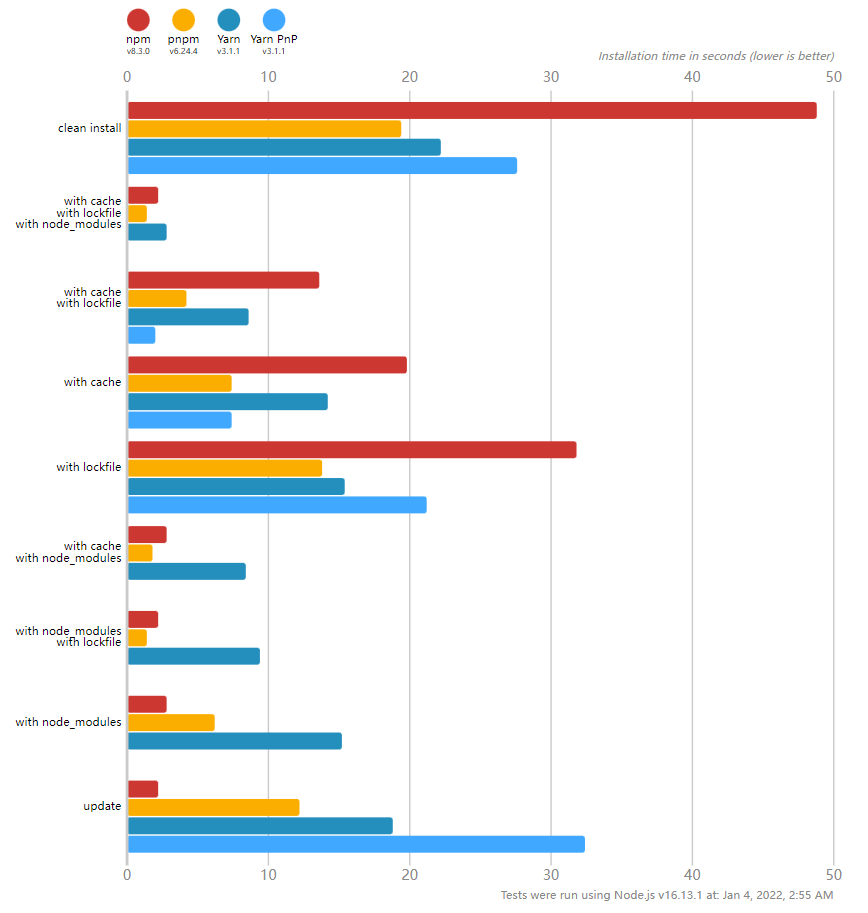 npm pnpm Yarn Yarn PnP
v8.3.0 v6.24.4 v3.1.1 v3.1.1
Installation time in seconds (lower is better)
0 10 20 30 40 50
clean install
with cache
with lockfile
with node_modules
with cache
with lockfile
with cache
with lockfile
with cache
with node_modules
with node_modules
with lockfile
with node_modules
update
0 10 20 30 40 50
Tests were run using Node.js v16.13.1 at: Jan 4, 2022, 2:55 AM